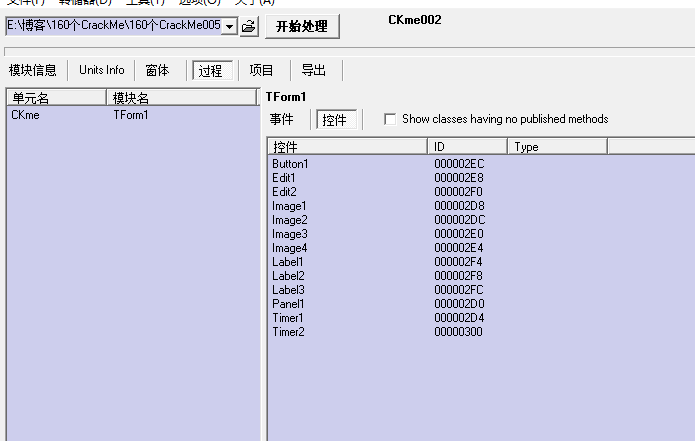 文件(F) 转储器(D) 工具(T) 选项(O) 关于(A)
E:\博客\160个CrackMe\160个CrackMe005 开始处理 CKme002
模块信息 Units Info 窗体 过程 项目 导出
单元名 模块名
CKme TForm1
TForm1
事件 控件 Show classes having no published methods
控件 ID Type
Button1 000002EC
Edit1 000002E8
Edit2 000002F0
Image1 000002D8
Image2 000002DC
Image3 000002E0
Image4 000002E4
Label1 000002F4
Label2 000002F8
Label3 000002FC
Panel1 000002D0
Timer1 000002D4
Timer2 00000300